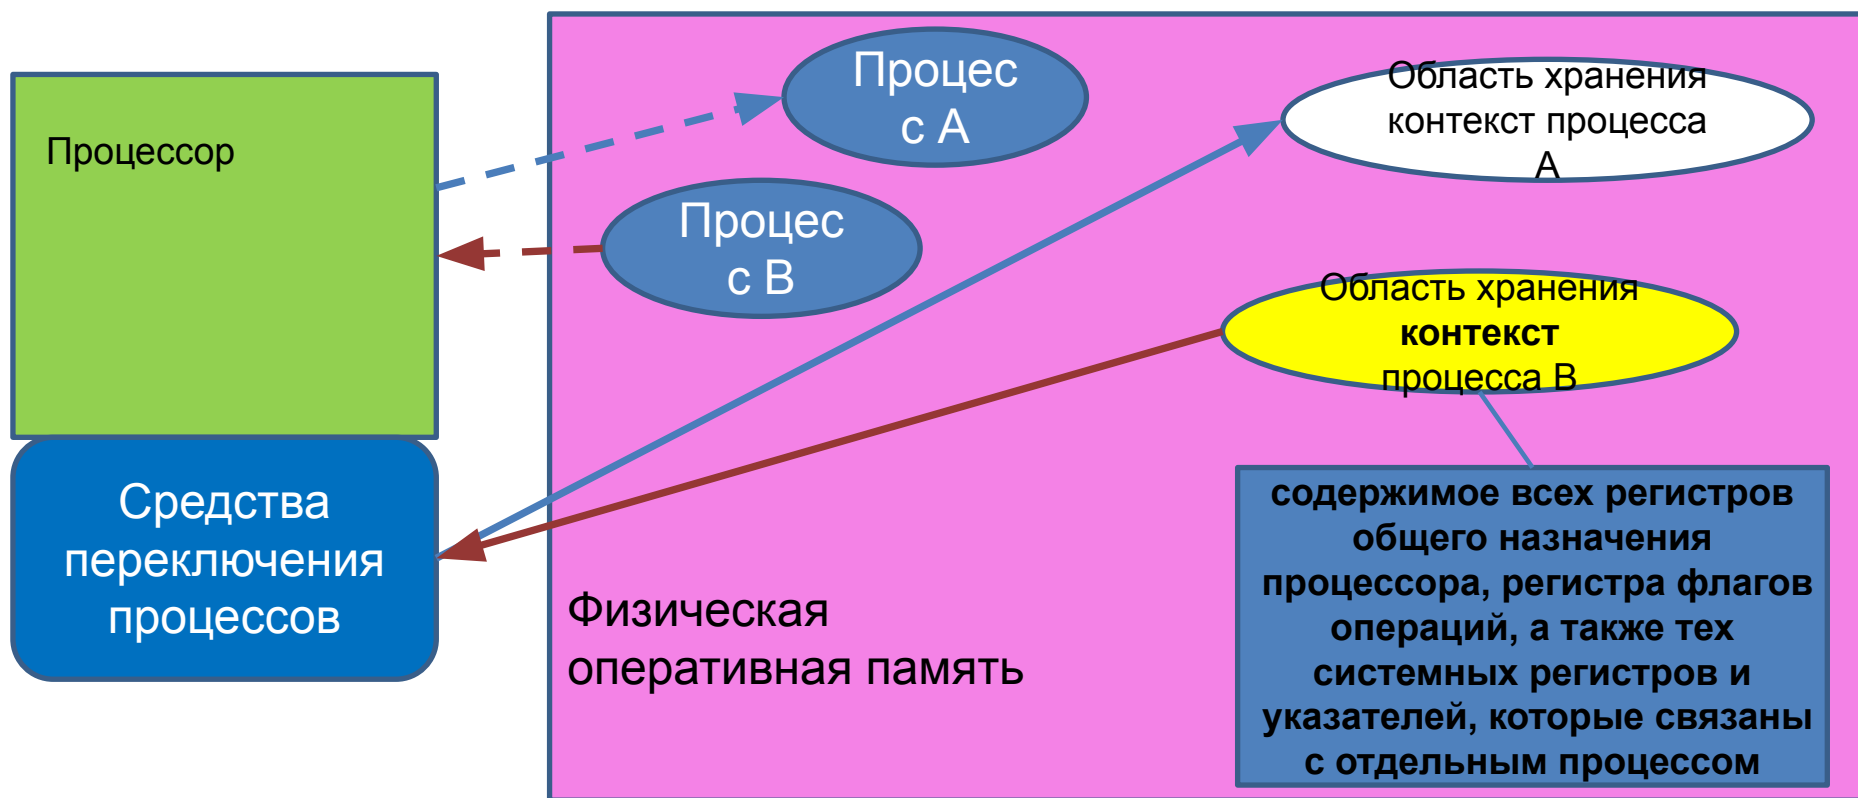 Процессор
Процес
с А
Процес
с В
Область хранения
контекст процесса
А
Область хранения
контекст
процесса В
Средства
переключения
процессов
Физическая
оперативная память
содержимое всех регистров
общего назначения
процессора, регистра флагов
операций, а также тех
системных регистров и
указателей, которые связаны
с отдельным процессом